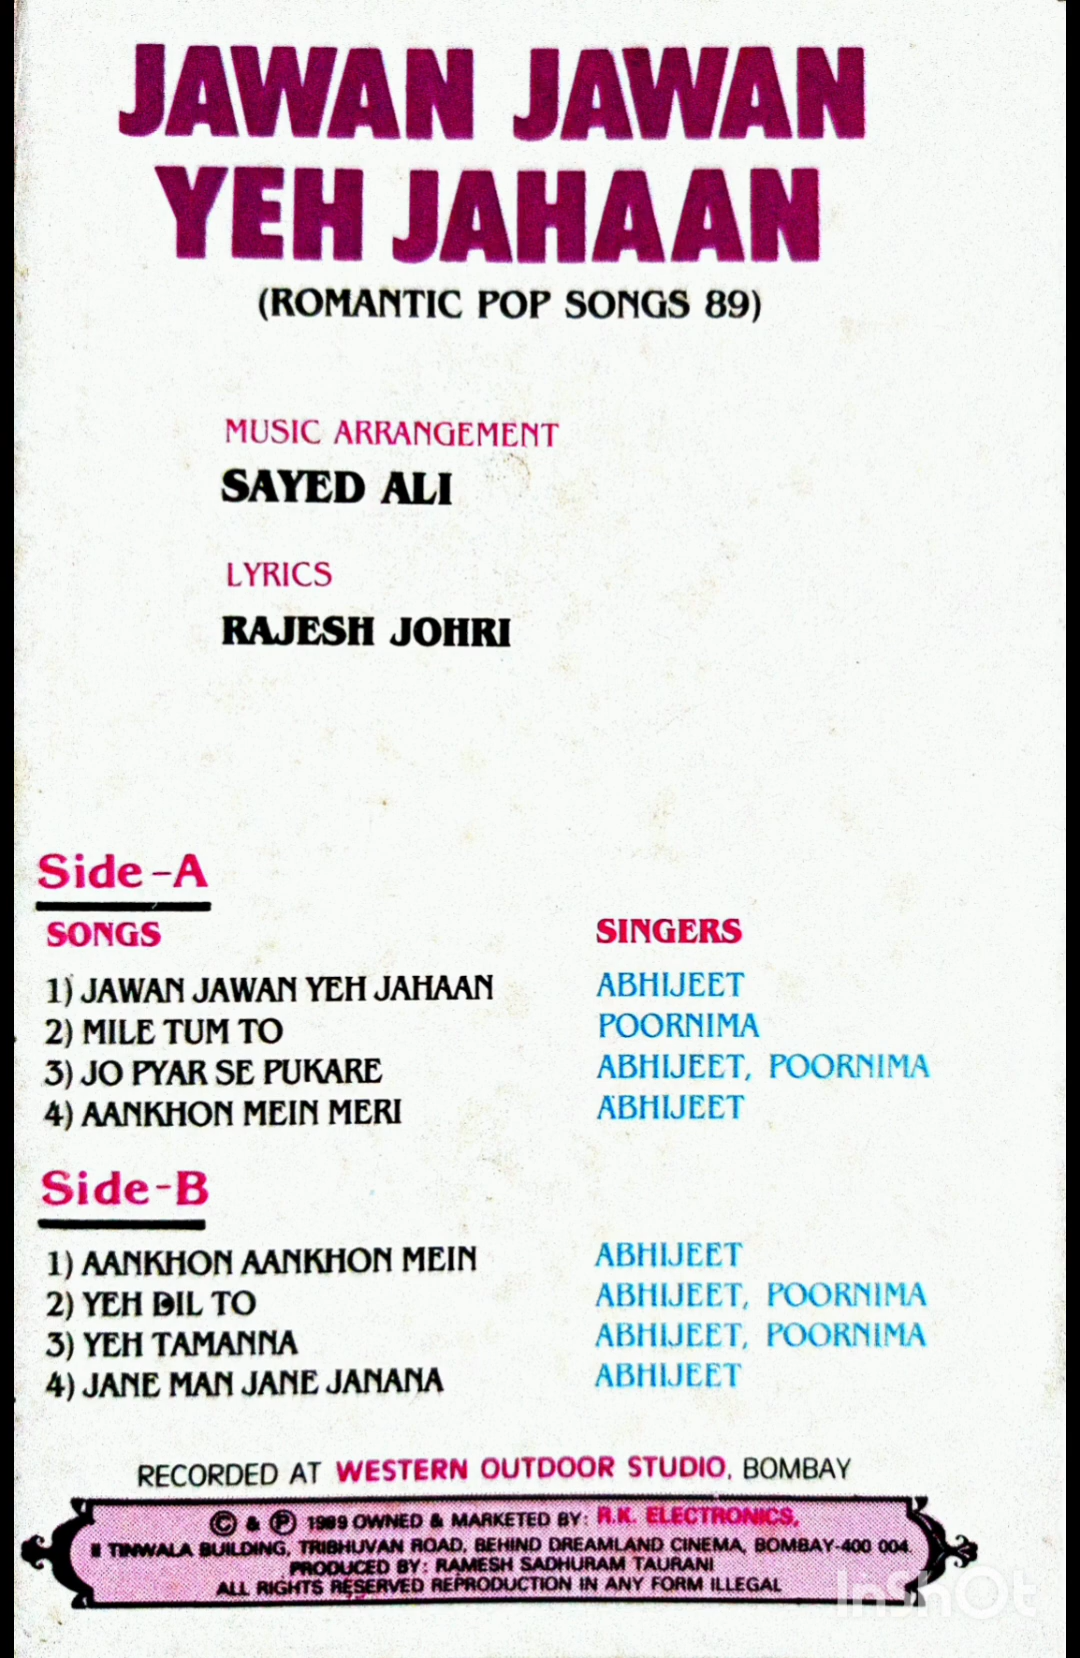 JAWAN JAWAN
YEH JAHAAN
(ROMANTIC POP SONGS 89)
MUSIC ARRANGEMENT
SAYED ALI
LYRICS
RAJESH JOHRI
Side-A
SONGS SINGERS
1) JAWAN JAWAN YEH JAHAAN ABHIJEET
2) MILE TUM TO POORNIMA
3) JO PYAR SE PUKARE ABHIJEET, POORNIMA
4) AANKHON MEIN MERI ABHIJEET
Side-B
1) AANKHON AANKHON MEIN ABHIJEET
2) YEH DIL TO ABHIJEET, POORNIMA
3) YEH TAMANNA ABHIJEET, POORNIMA
4) JANE MAN JANE JANANA ABHIJEET
RECORDED AT WESTERN OUTDOOR STUDIO, BOMBAY
© & ℗ 1989 OWNED & MARKETED BY: R.K. ELECTRONICS,
TINWALA BUILDING, TRIBHUVAN ROAD, BEHIND DREAMLAND CINEMA, BOMBAY-400 004.
PRODUCED BY: RAMESH SADHURAM TAURANI
ALL RIGHTS RESERVED REPRODUCTION IN ANY FORM ILLEGAL
InShOt